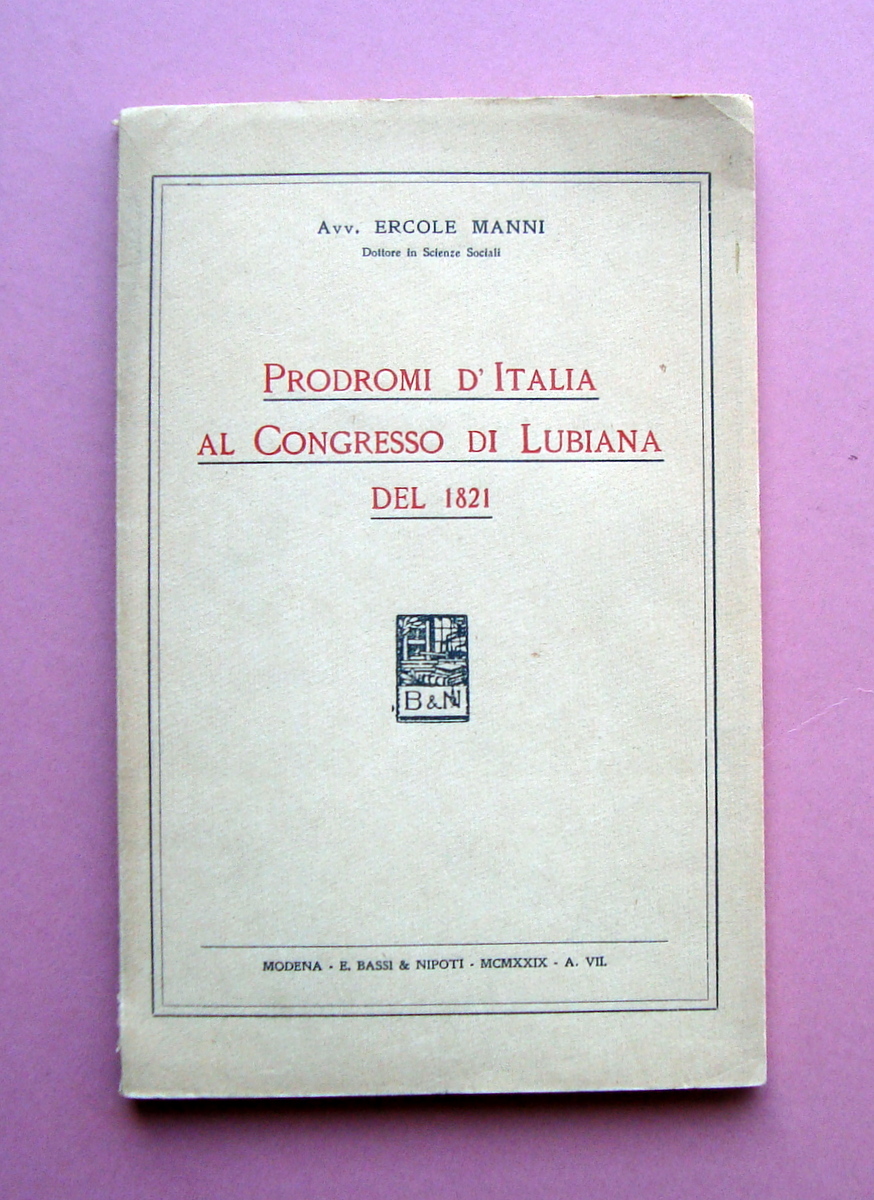 Avv. ERCOLE MANNI
Dottore in Scienze Sociali
PRODROMI D'ITALIA
AL CONGRESSO DI LUBIANA
DEL 1821
B & N
MODENA - E. BASSI & NIPOTI - MCMXXIX - A. VII.